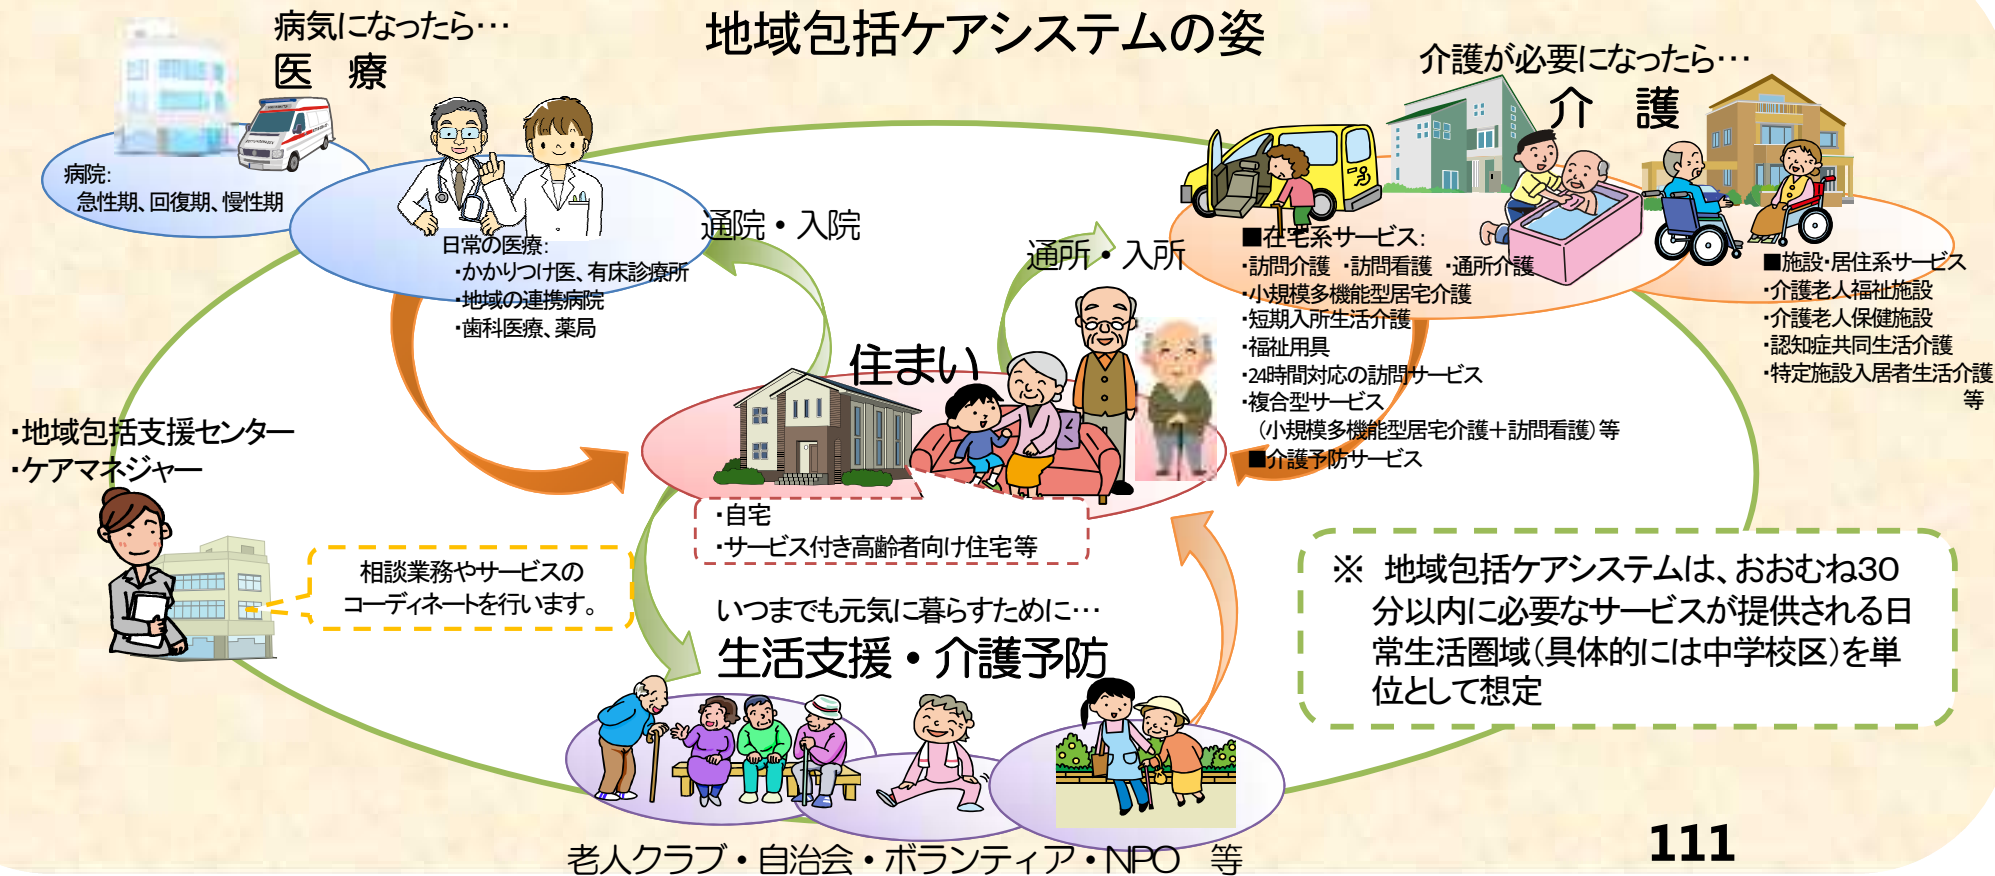 地域包括ケアシステムの姿
病気になったら…
医 療
病院:
急性期、回復期、慢性期
日常の医療:
・かかりつけ医、有床診療所
・地域の連携病院
・歯科医療、薬局
通院・入院
通所・入所
介護が必要になったら…
介 護
■在宅系サービス:
・訪問介護 ・訪問看護 ・通所介護
・小規模多機能型居宅介護
・短期入所生活介護
・福祉用具
・24時間対応の訪問サービス
・複合型サービス
（小規模多機能型居宅介護＋訪問看護）等
■介護予防サービス
■施設・居住系サービス
・介護老人福祉施設
・介護老人保健施設
・認知症共同生活介護
・特定施設入居者生活介護
等
住まい
・自宅
・サービス付き高齢者向け住宅等
・地域包括支援センター
・ケアマネジャー
相談業務やサービスの
コーディネートを行います。
いつまでも元気に暮らすために…
生活支援・介護予防
老人クラブ・自治会・ボランティア・NPO 等
※ 地域包括ケアシステムは、おおむね30
分以内に必要なサービスが提供される日
常生活圏域（具体的には中学校区）を単
位として想定
111